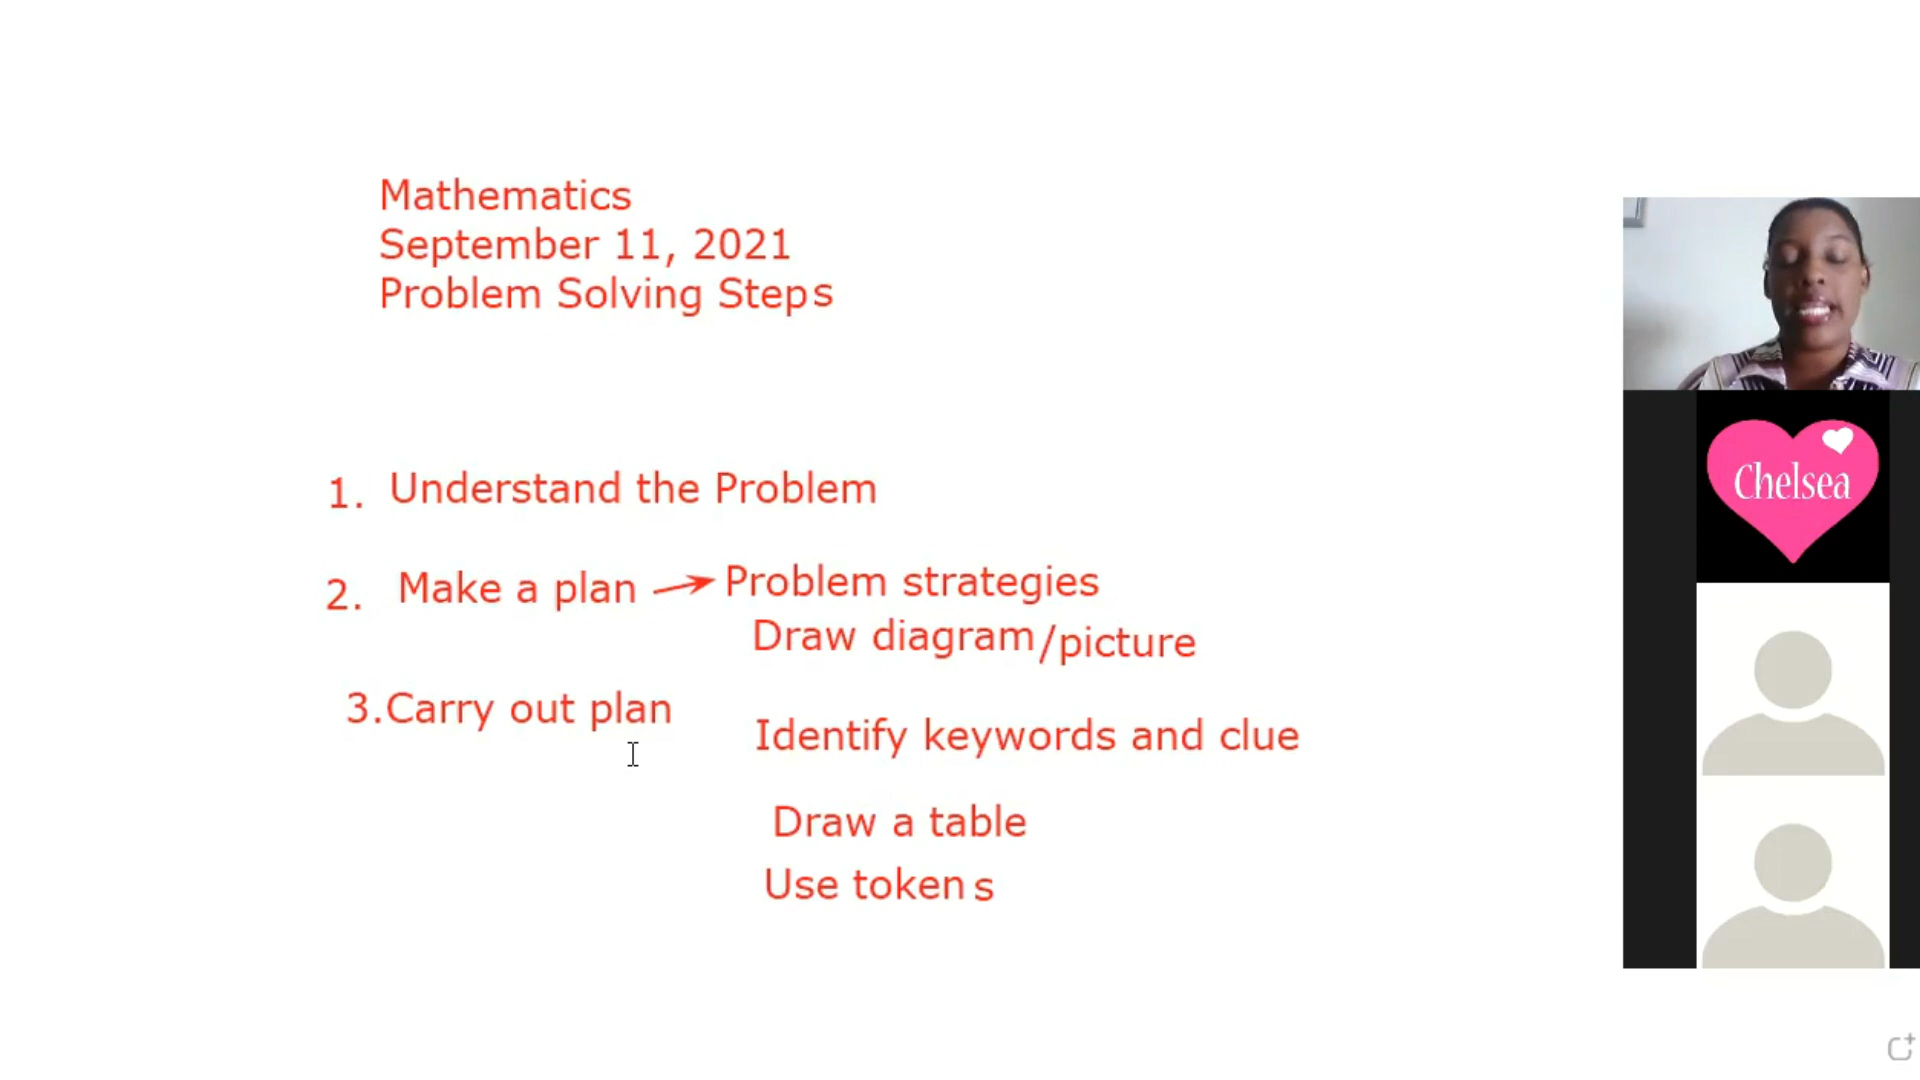 Mathematics
September 11, 2021
Problem Solving Steps
1. Understand the Problem
2. Make a plan → Problem strategies
Draw diagram/picture
3.Carry out plan
Identify keywords and clue
Draw a table
Use tokens
Chelsea